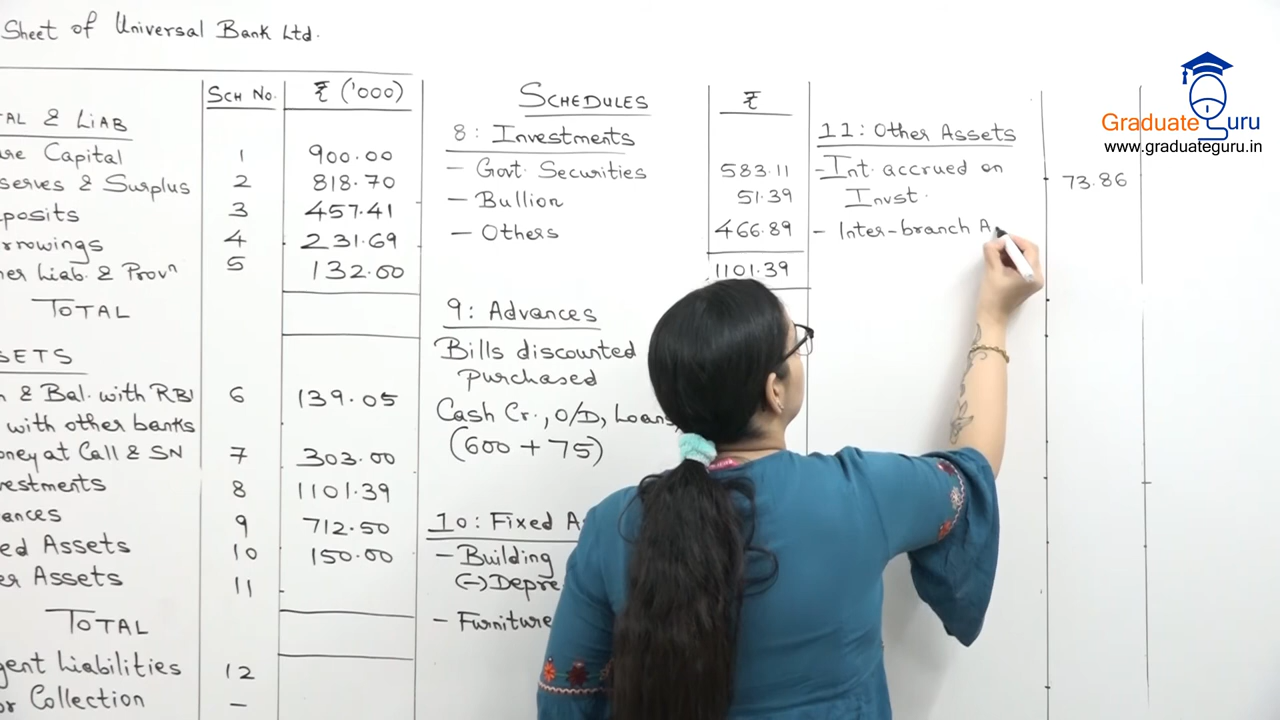 Sheet of Universal Bank Ltd.
SCH NO. ₹ ('000)
TAL & LIAB
are Capital 1 900.00
serves & Surplus 2 818.70
posits 3 457.41
rrowings 4 231.69
her Liab. & Provⁿ 5 132.00
TOTAL
SETS
h & Bal. with RBI 6 139.05
with other banks
oney at Call & SN 7 303.00
vestments 8 1101.39
ances 9 712.50
ed Assets 10 150.00
er Assets 11
TOTAL
gent Liabilities 12
or Collection –
SCHEDULES ₹
8: Investments
– Govt. Securities 583.11
– Bullion 51.39
– Others 466.89
1101.39
9: Advances
Bills discounted
purchased
Cash Cr., O/D, Loans
(600 + 75)
10: Fixed As
– Building
(–) Depre
– Furniture
11: Other Assets
– Int. accrued on 73.86
Invst.
– Inter-branch A
Graduate Guru
www.graduateguru.in